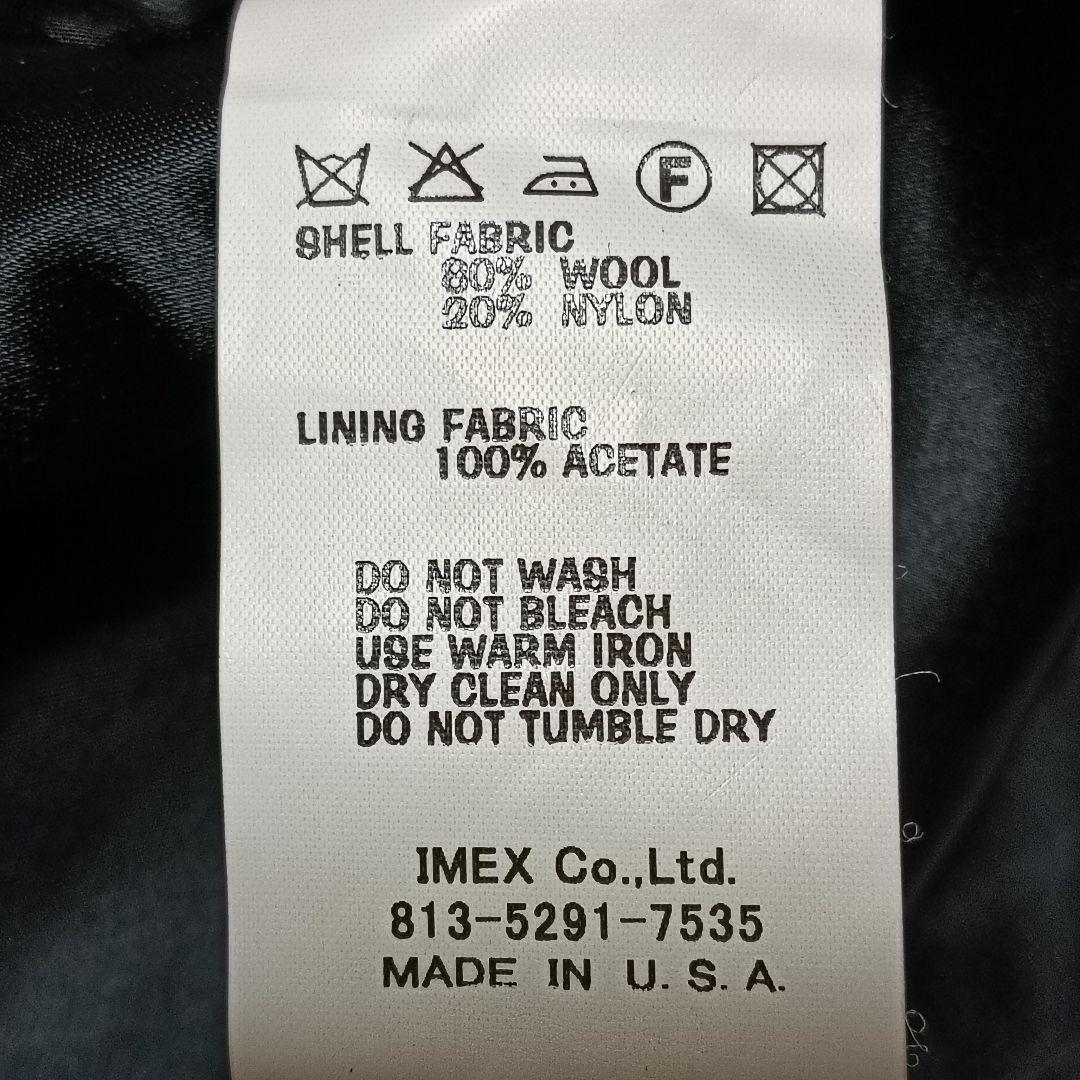 F
SHELL FABRIC
80% WOOL
20% NYLON
LINING FABRIC
100% ACETATE
DO NOT WASH
DO NOT BLEACH
USE WARM IRON
DRY CLEAN ONLY
DO NOT TUMBLE DRY
IMEX Co.,Ltd.
813-5291-7535
MADE IN U.S.A.